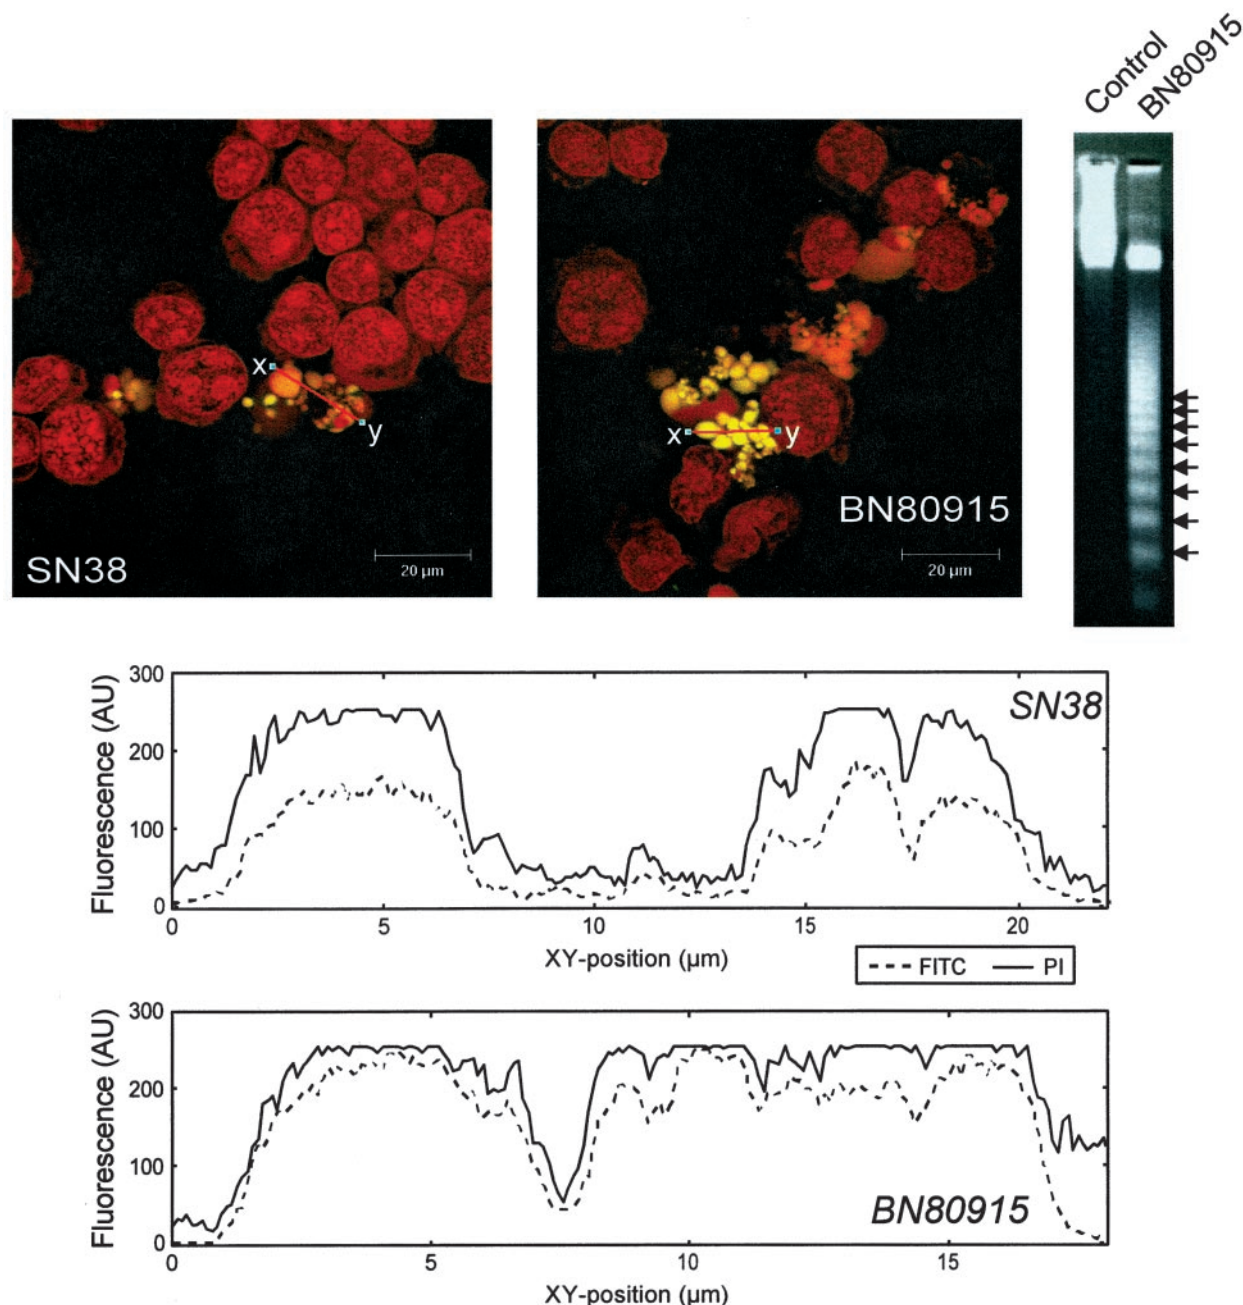 Control
BN80915
x
y
SN38
20 µm
x
y
BN80915
20 µm
300
200
100
0
Fluorescence (AU)
SN38
0
5
10
15
20
XY-position (µm)
FITC
PI
300
200
100
0
Fluorescence (AU)
BN80915
0
5
10
15
XY-position (µm)